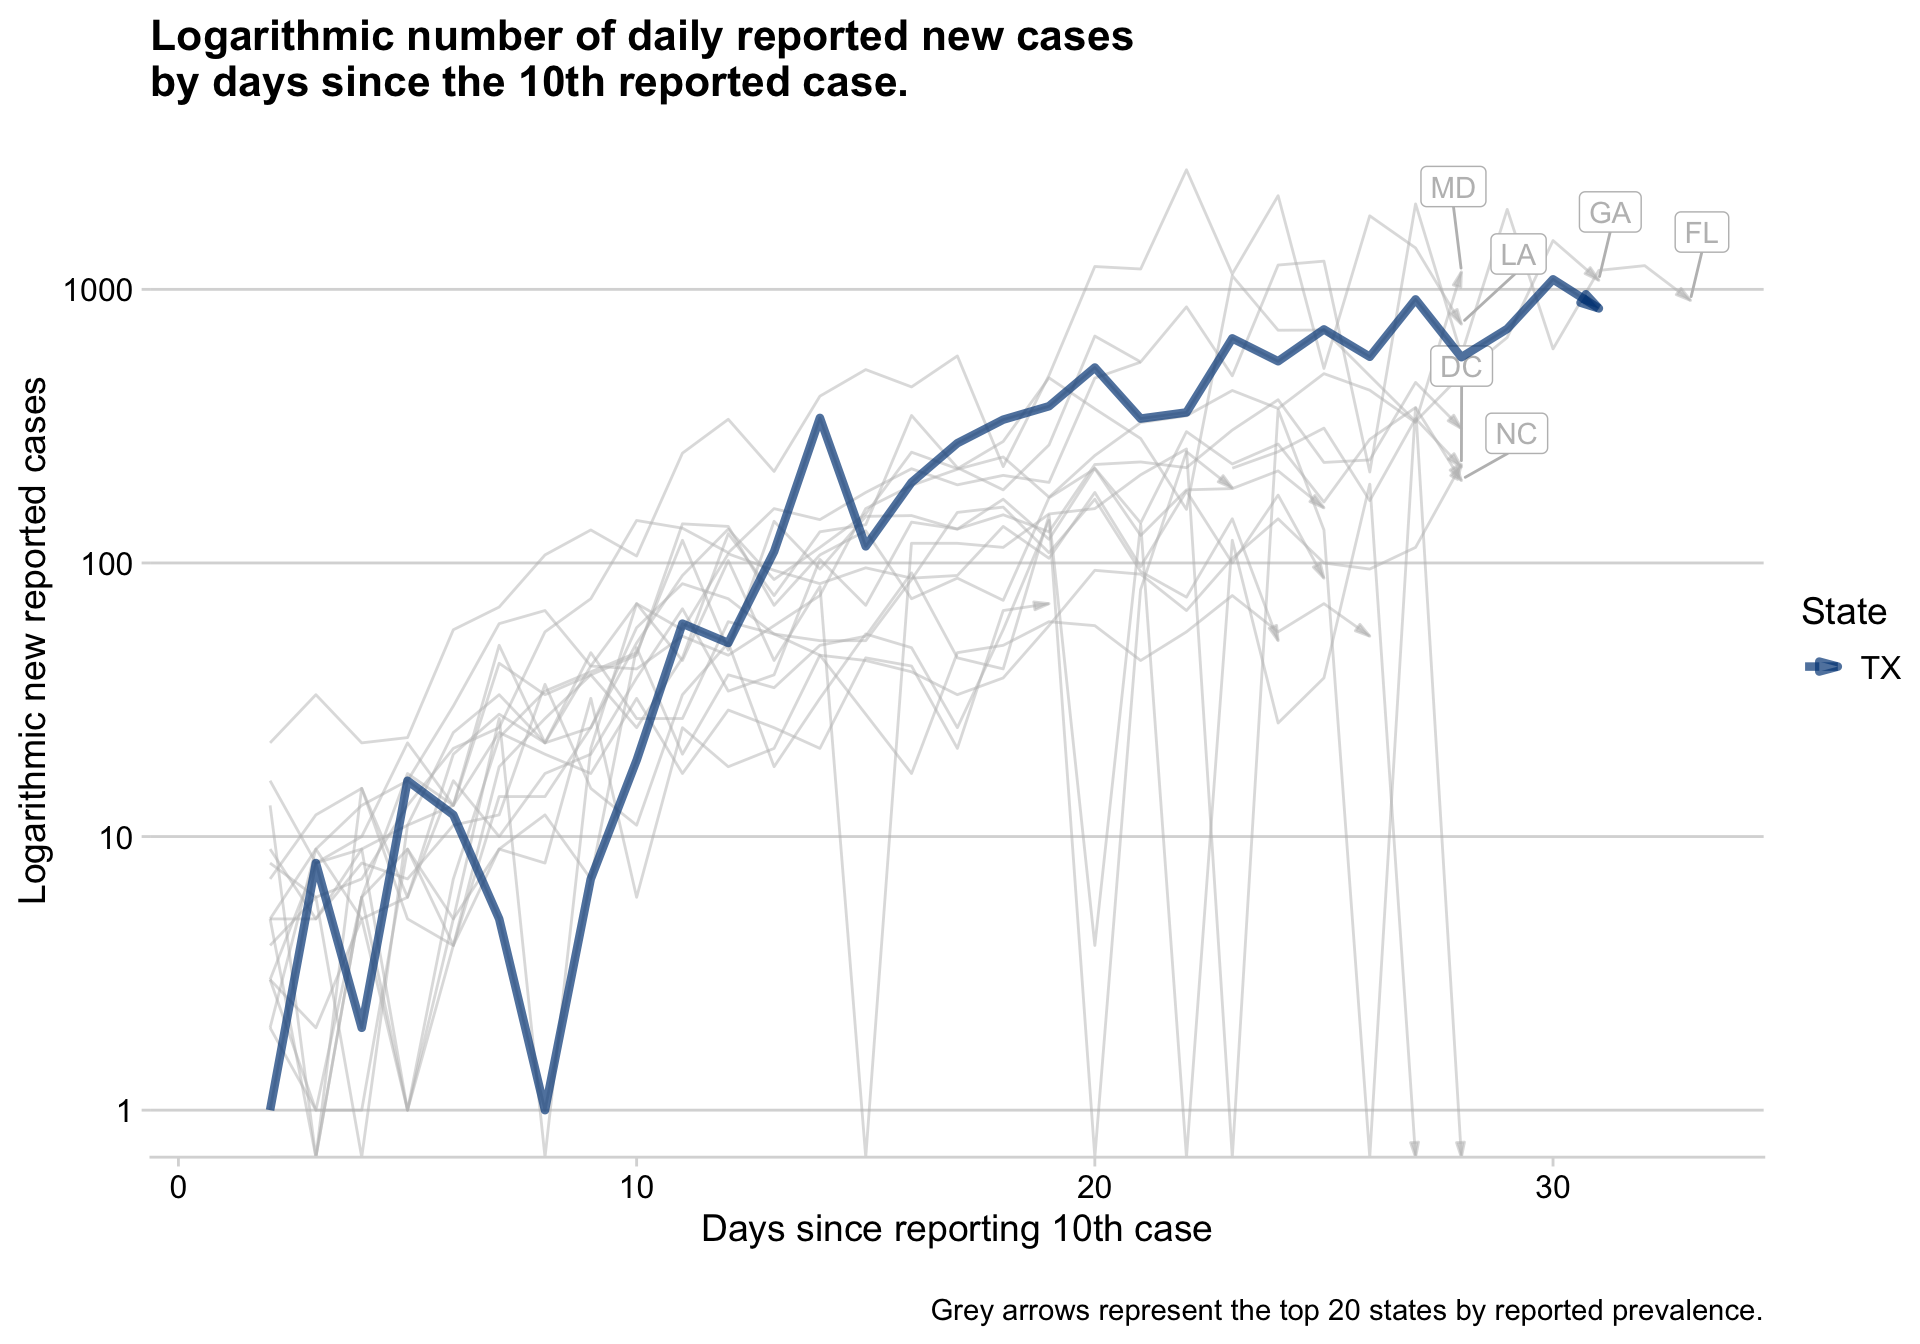 Logarithmic number of daily reported new cases
by days since the 10th reported case.
MD
GA
FL
LA
1000
DC
NC
100
10
1
Logarithmic new reported cases
State
TX
0
10
20
30
Days since reporting 10th case
Grey arrows represent the top 20 states by reported prevalence.